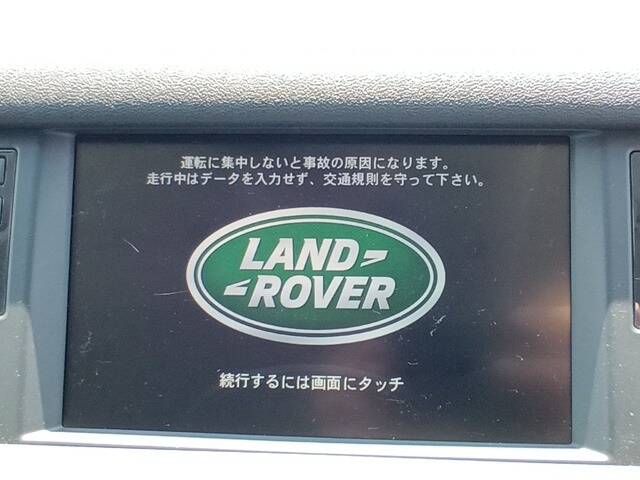 運転に集中しないと事故の原因になります。
走行中はデータを入力せず、交通規則を守って下さい。
LAND
ROVER
続行するには画面にタッチ